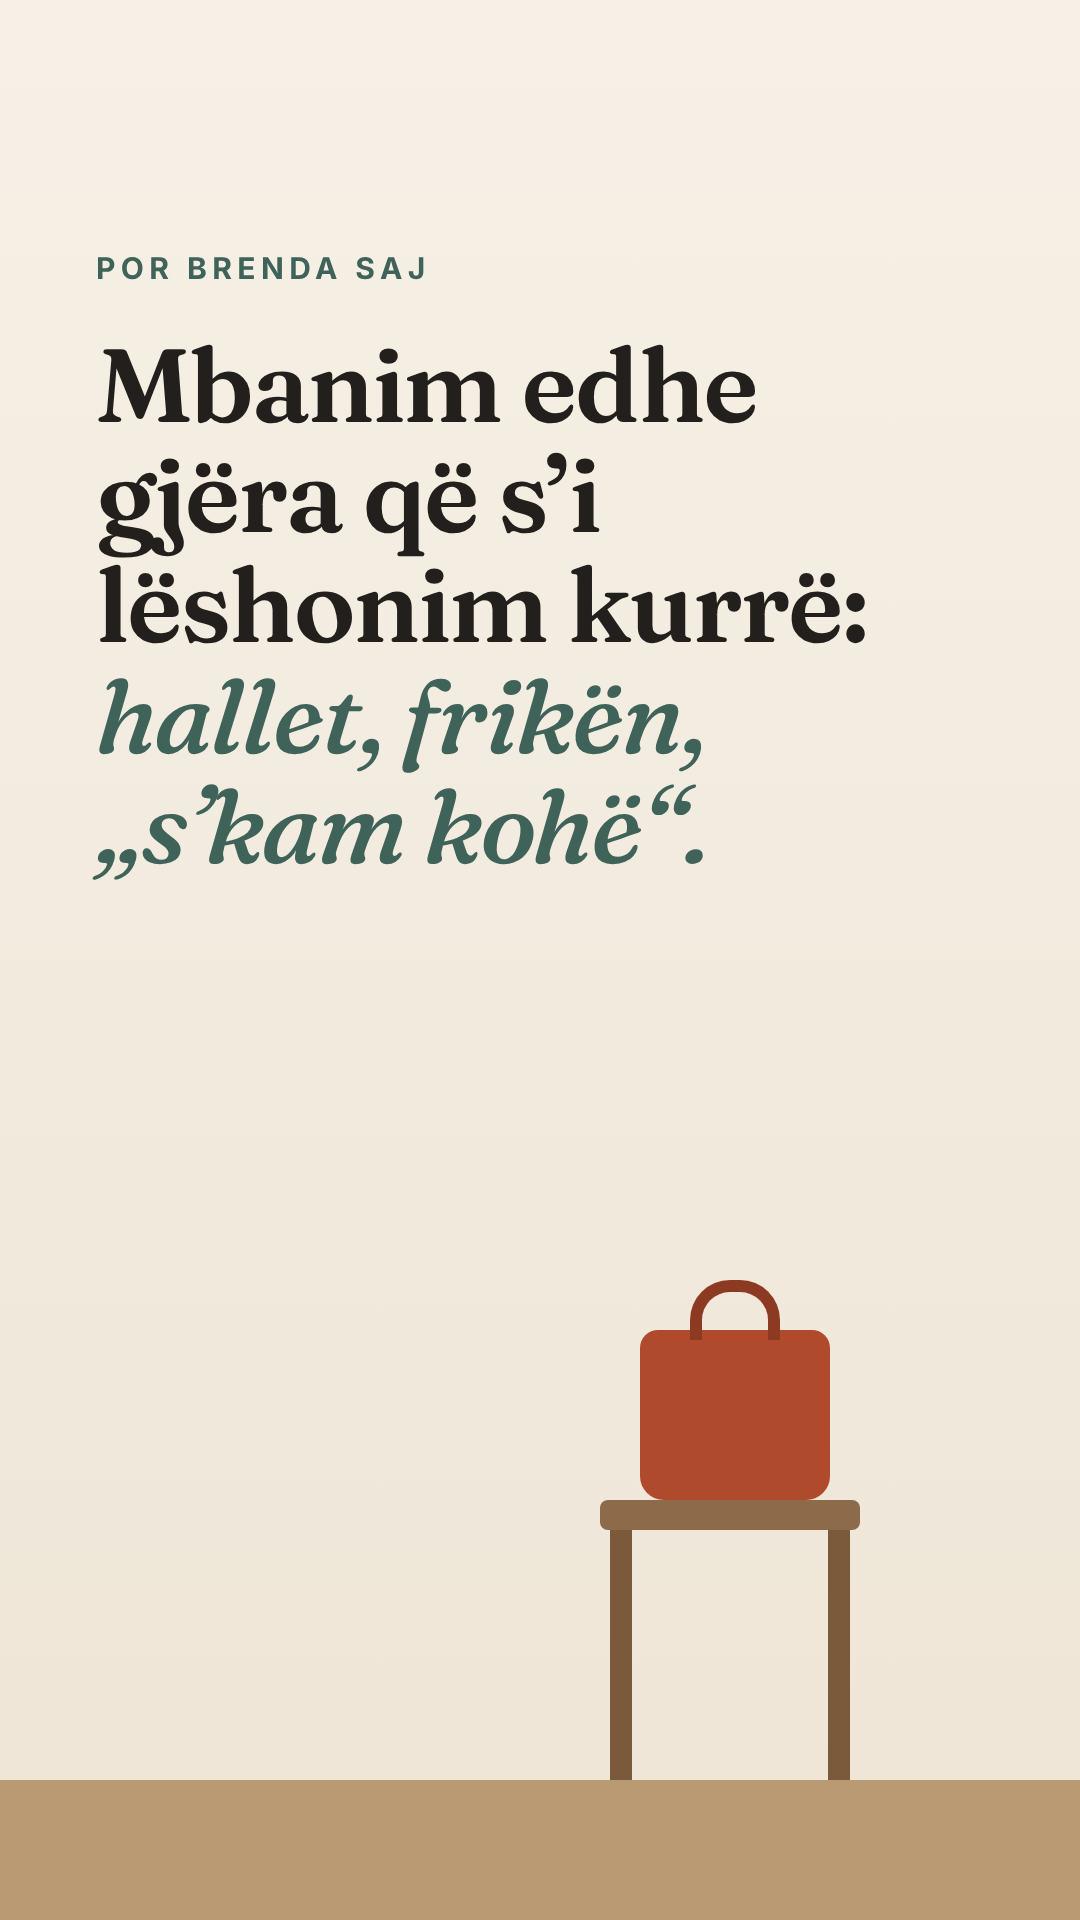 POR BRENDA SAJ
Mbanim edhe
gjëra që s’i
lëshonim kurrë:
hallet, frikën,
„s’kam kohë“.